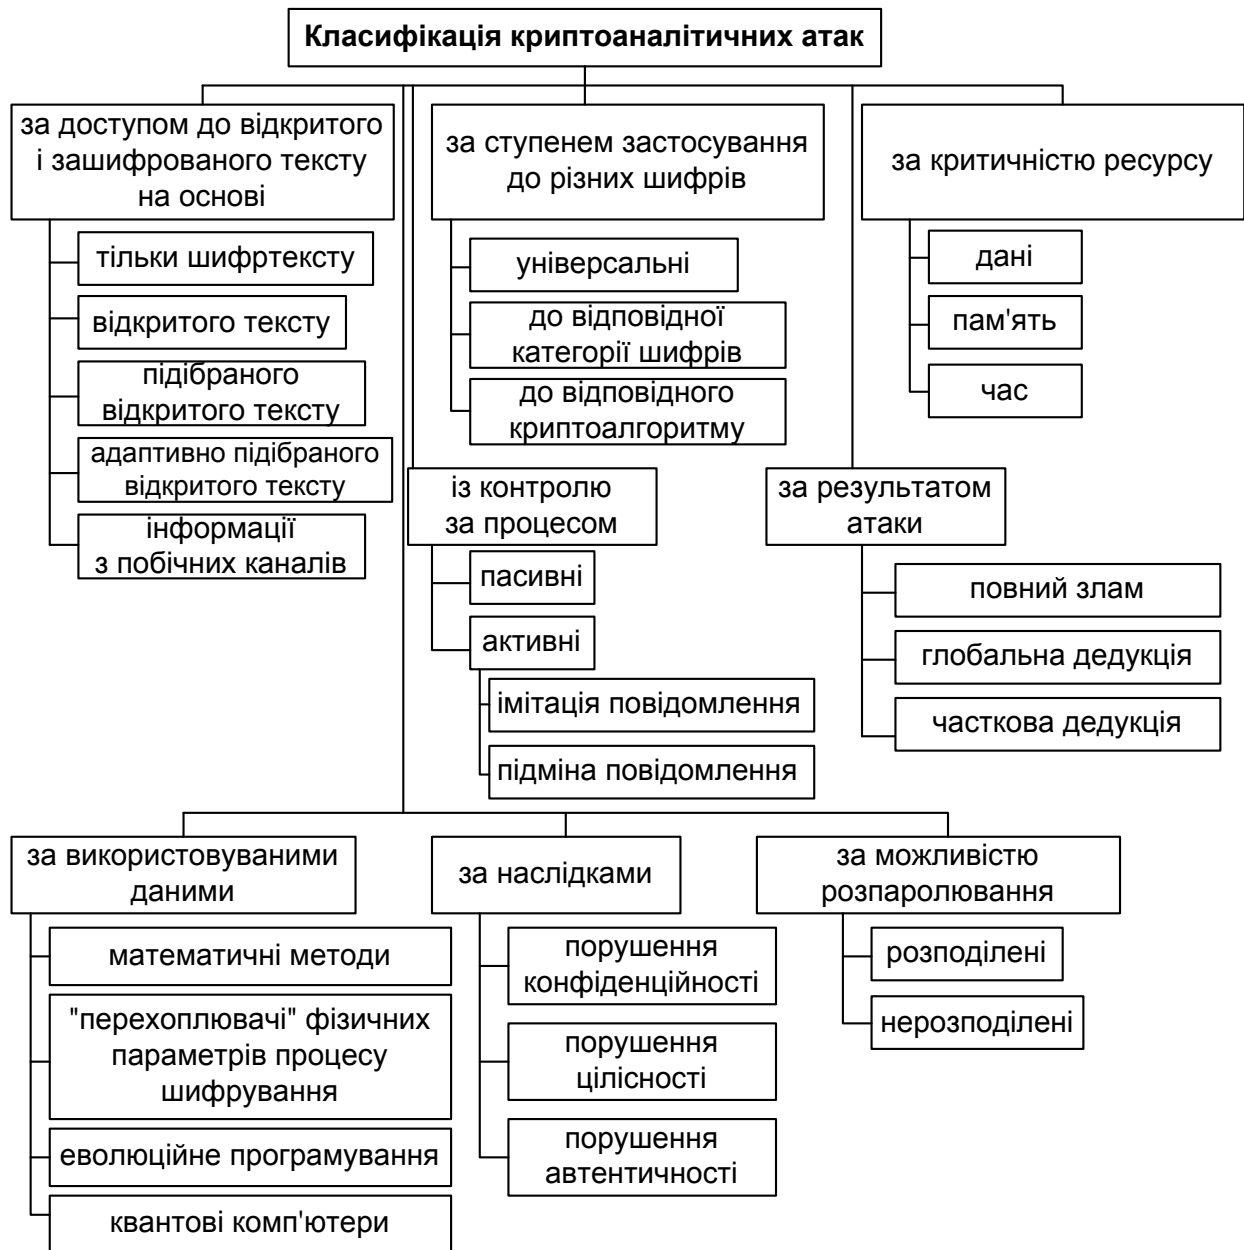 Класифікація криптоаналітичних атак
за доступом до відкритого
і зашифрованого тексту
на основі
тільки шифртексту
відкритого тексту
підібраного
відкритого тексту
адаптивно підібраного
відкритого тексту
інформації
з побічних каналів
за ступенем застосування
до різних шифрів
універсальні
до відповідної
категорії шифрів
до відповідного
криптоалгоритму
за критичністю ресурсу
дані
пам'ять
час
із контролю
за процесом
пасивні
активні
імітація повідомлення
підміна повідомлення
за результатом
атаки
повний злам
глобальна дедукція
часткова дедукція
за використовуваними
даними
математичні методи
"перехоплювачі" фізичних
параметрів процесу
шифрування
еволюційне програмування
квантові комп'ютери
за наслідками
порушення
конфіденційності
порушення
цілісності
порушення
автентичності
за можливістю
розпаролювання
розподілені
нерозподілені